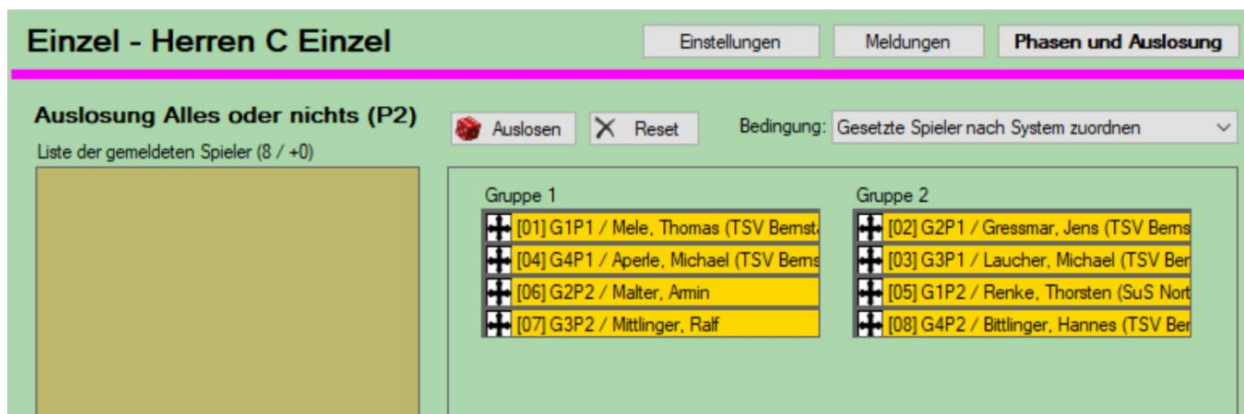 Einzel - Herren C Einzel
Einstellungen
Meldungen
Phasen und Auslosung
Auslosung Alles oder nichts (P2)
Auslosen
Reset
Bedingung:
Gesetzte Spieler nach System zuordnen
Liste der gemeldeten Spieler (8 / +0)
Gruppe 1
[01] G1P1 / Mele, Thomas (TSV Bernst
[04] G4P1 / Aperle, Michael (TSV Berns
[06] G2P2 / Malter, Armin
[07] G3P2 / Mittlinger, Ralf
Gruppe 2
[02] G2P1 / Gressmar, Jens (TSV Berns
[03] G3P1 / Laucher, Michael (TSV Ber
[05] G1P2 / Renke, Thorsten (SuS Nort
[08] G4P2 / Bittlinger, Hannes (TSV Ber